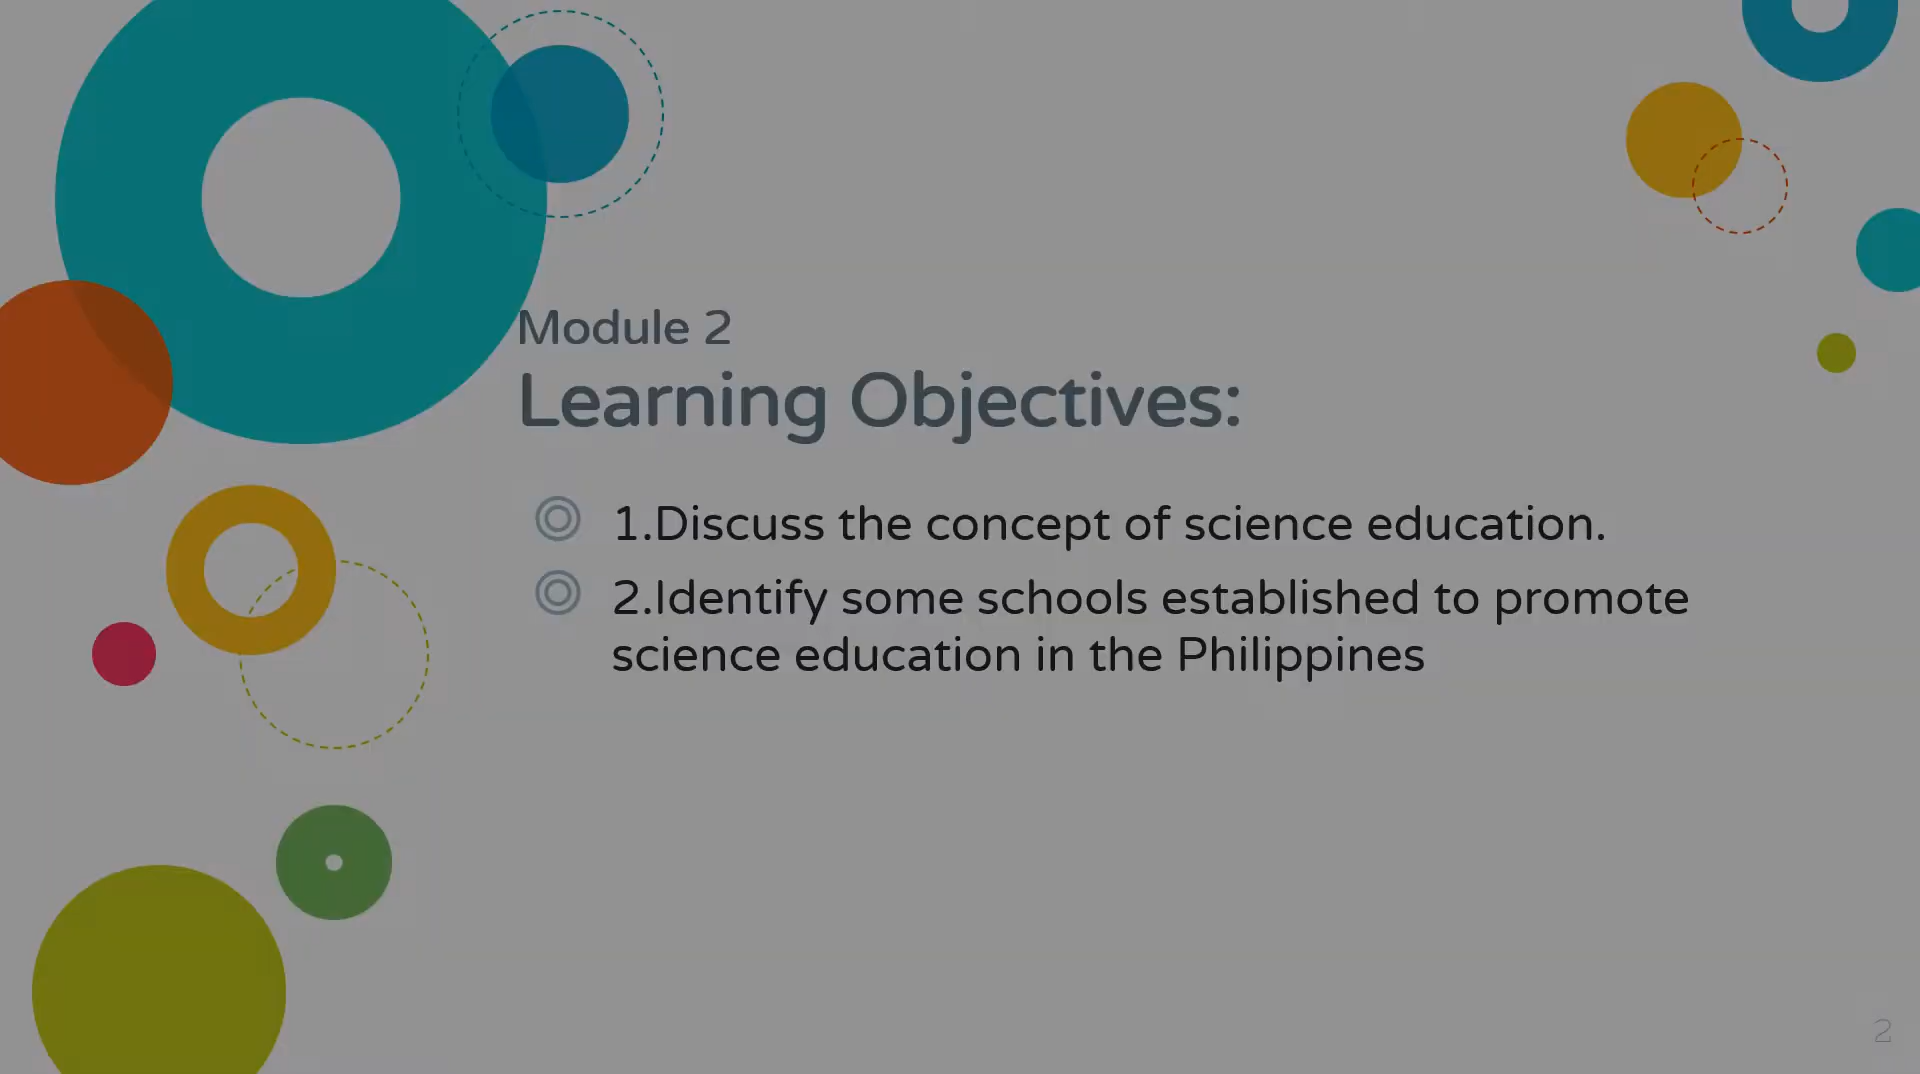 Module 2
Learning Objectives:
1.Discuss the concept of science education.
2.Identify some schools established to promote
science education in the Philippines
2